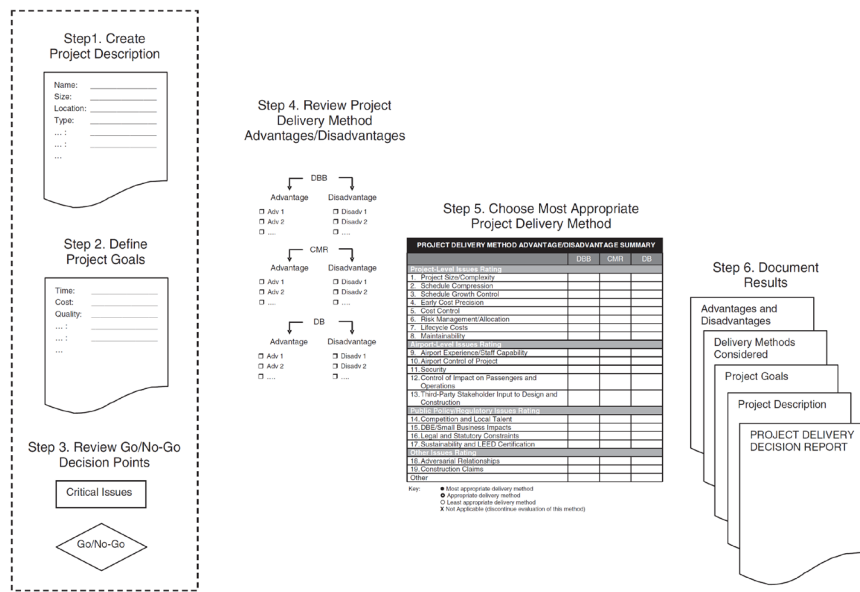 Step1. Create
Project Description
Name:
Size:
Location:
Type:
... :
... :
...
Step 2. Define
Project Goals
Time:
Cost:
Quality:
... :
... :
...
Step 3. Review Go/No-Go
Decision Points
Critical Issues
Go/No-Go
Step 4. Review Project
Delivery Method
Advantages/Disadvantages
DBB
Advantage Disadvantage
❒ Adv 1 ❒ Disadv 1
❒ Adv 2 ❒ Disadv 2
❒ .... ❒ ....
CMR
Advantage Disadvantage
❒ Adv 1 ❒ Disadv 1
❒ Adv 2 ❒ Disadv 2
❒ .... ❒ ....
DB
Advantage Disadvantage
❒ Adv 1 ❒ Disadv 1
❒ Adv 2 ❒ Disadv 2
❒ .... ❒ ....
Step 5. Choose Most Appropriate
Project Delivery Method
PROJECT DELIVERY METHOD ADVANTAGE/DISADVANTAGE SUMMARY
DBB CMR DB
Project-Level Issues Rating
1. Project Size/Complexity
2. Schedule Compression
3. Schedule Growth Control
4. Early Cost Precision
5. Cost Control
6. Risk Management/Allocation
7. Lifecycle Costs
8. Maintainability
Airport-Level Issues Rating
9. Airport Experience/Staff Capability
10. Airport Control of Project
11. Security
12. Control of Impact on Passengers and
Operations
13. Third-Party Stakeholder Input to Design and
Construction
Public Policy/Regulatory Issues Rating
14. Competition and Local Talent
15. DBE/Small Business Impacts
16. Legal and Statutory Constraints
17. Sustainability and LEED Certification
Other Issues Rating
18. Adversarial Relationships
19. Construction Claims
Other
Key: ● Most appropriate delivery method
✪ Appropriate delivery method
○ Least appropriate delivery method
X Not Applicable (discontinue evaluation of this method)
Step 6. Document
Results
Advantages and
Disadvantages
Delivery Methods
Considered
Project Goals
Project Description
PROJECT DELIVERY
DECISION REPORT